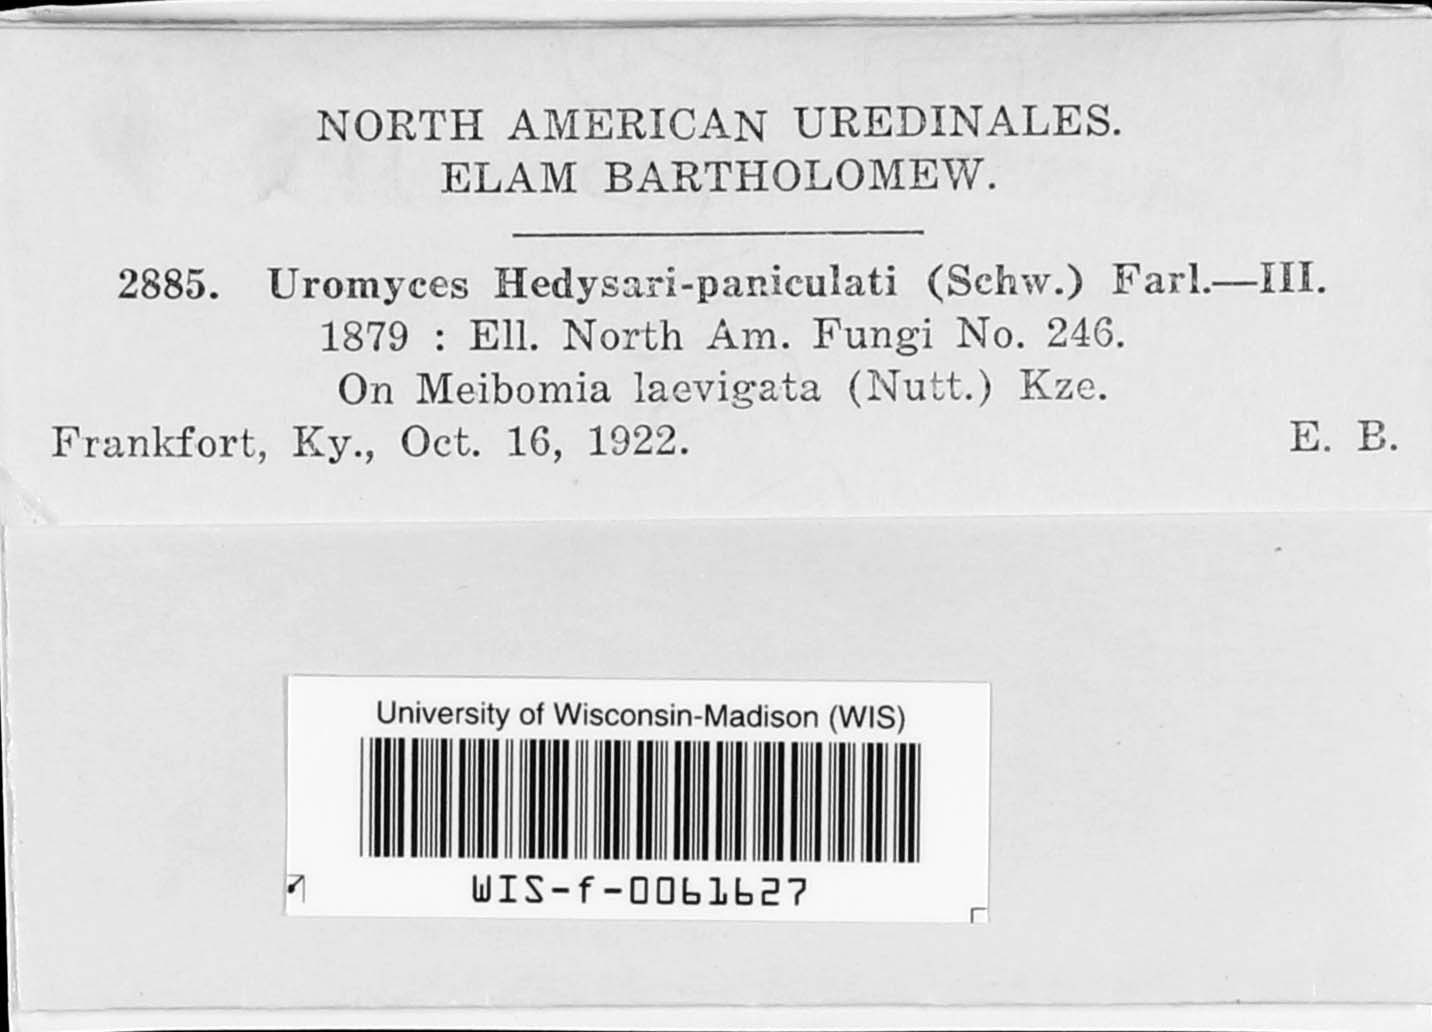 NORTH AMERICAN UREDINALES.
ELAM BARTHOLOMEW.
2885. Uromyces Hedysari-paniculati (Schw.) Farl.—III.
1879 : Ell. North Am. Fungi No. 246.
On Meibomia laevigata (Nutt.) Kze.
Frankfort, Ky., Oct. 16, 1922. E. B.
University of Wisconsin-Madison (WIS)
WIS-f-0061627